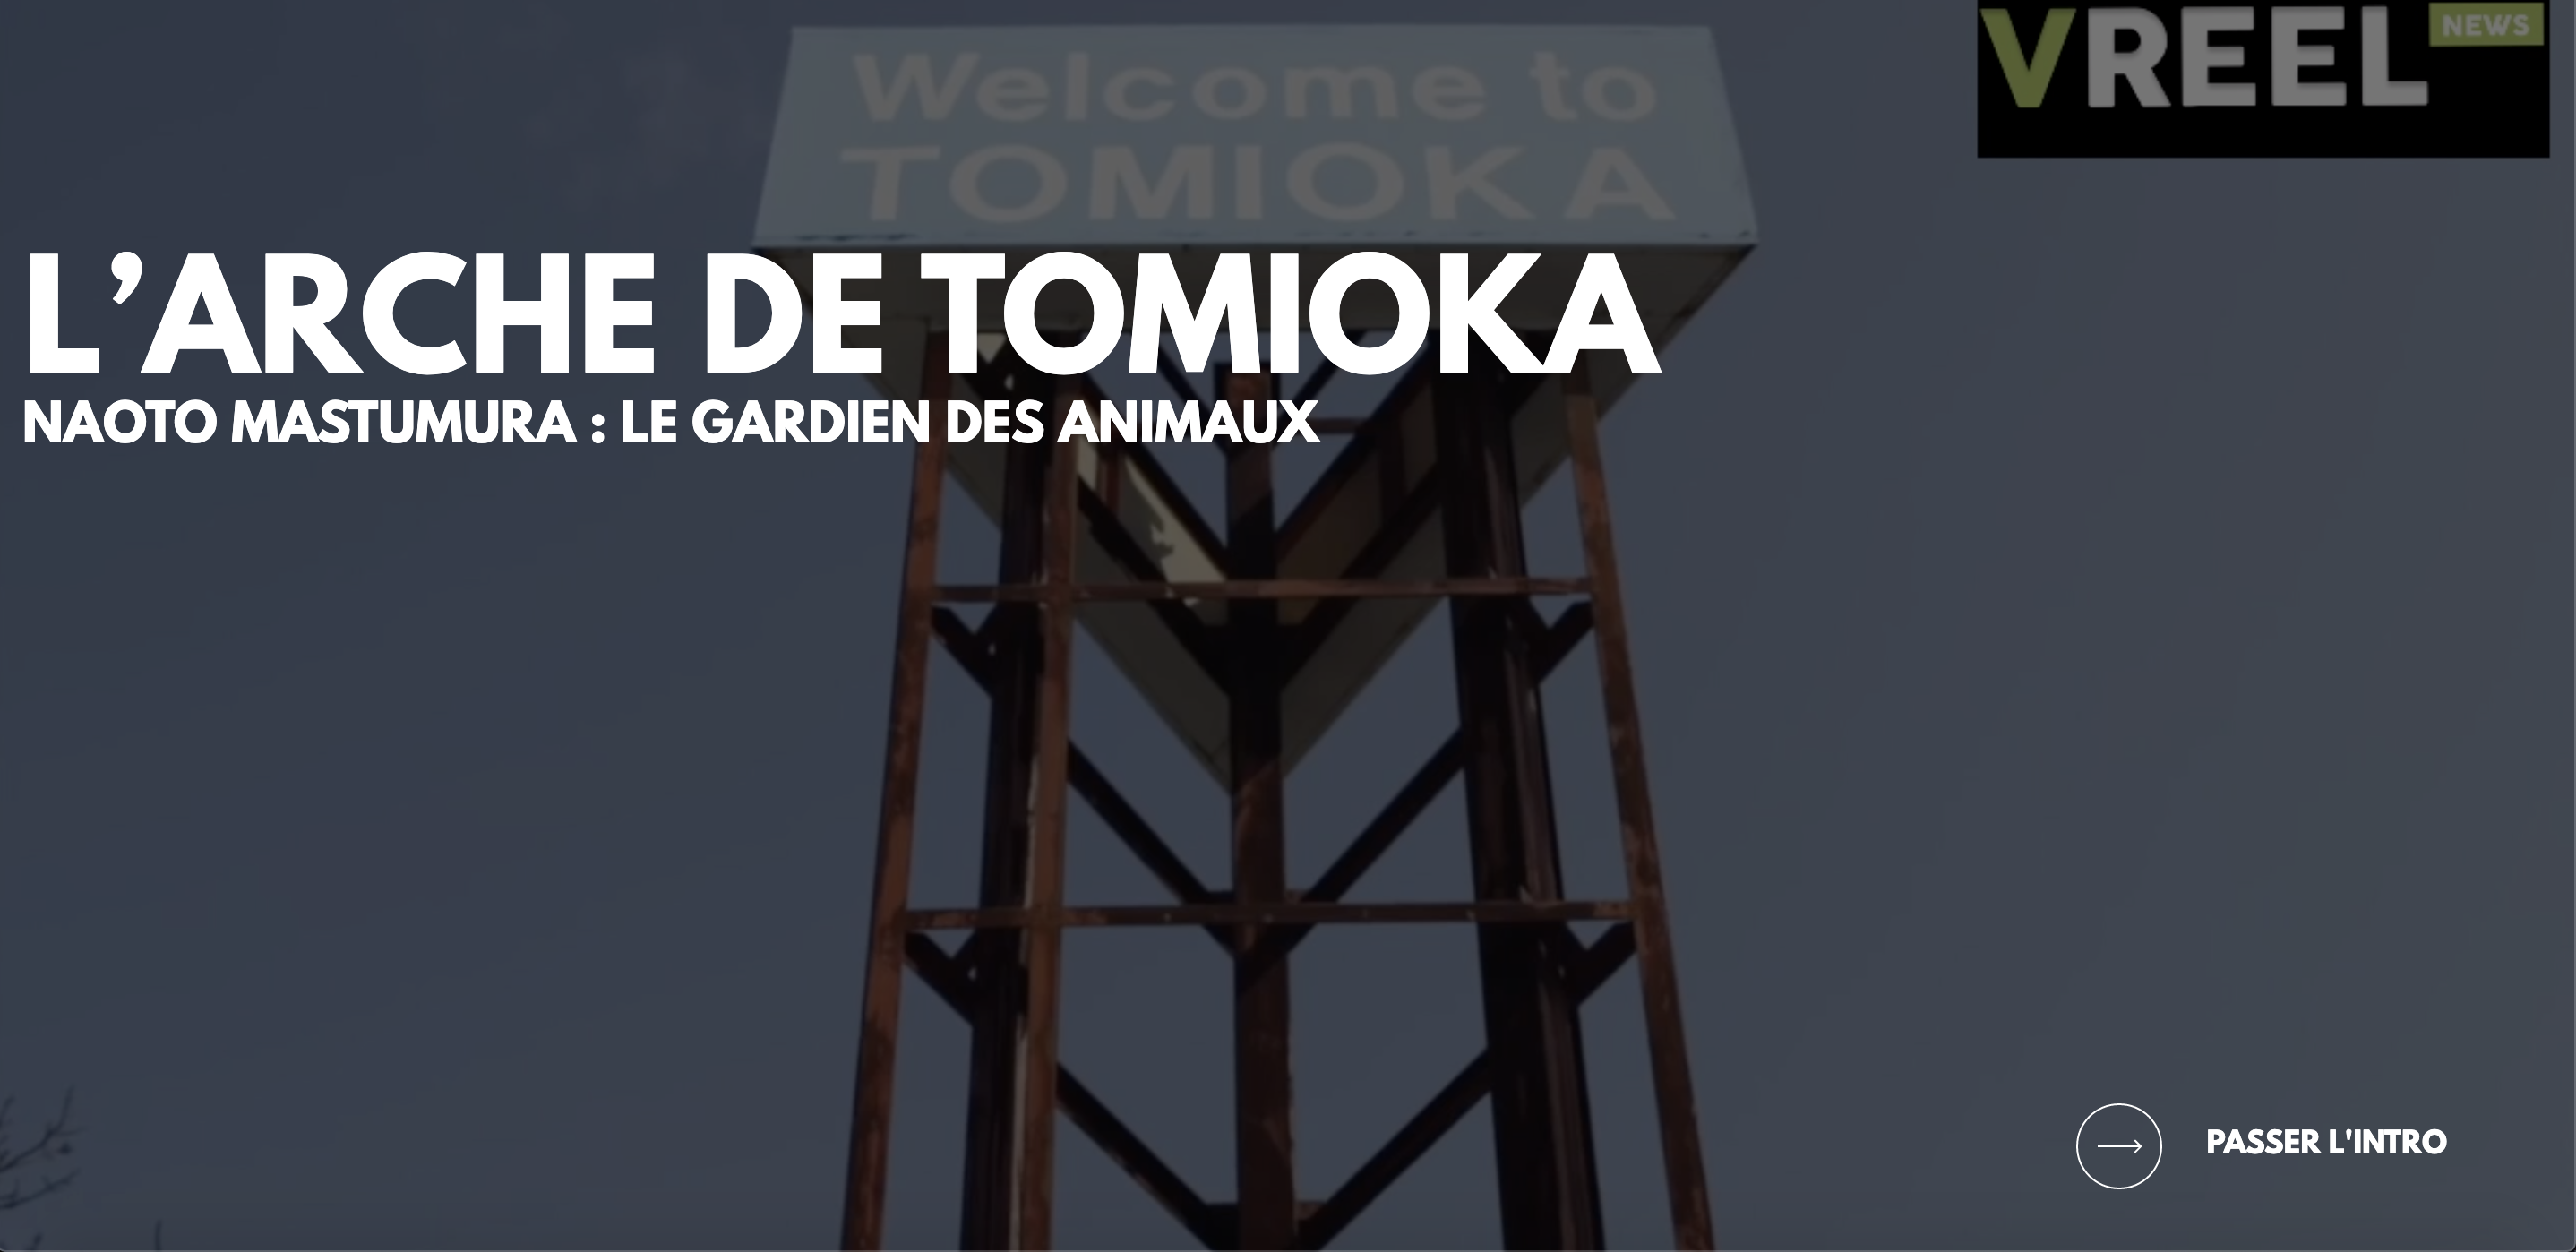 Welcome to
TOMIOKA
VREEL NEWS
L’ARCHE DE TOMIOKA
NAOTO MASTUMURA : LE GARDIEN DES ANIMAUX
PASSER L'INTRO